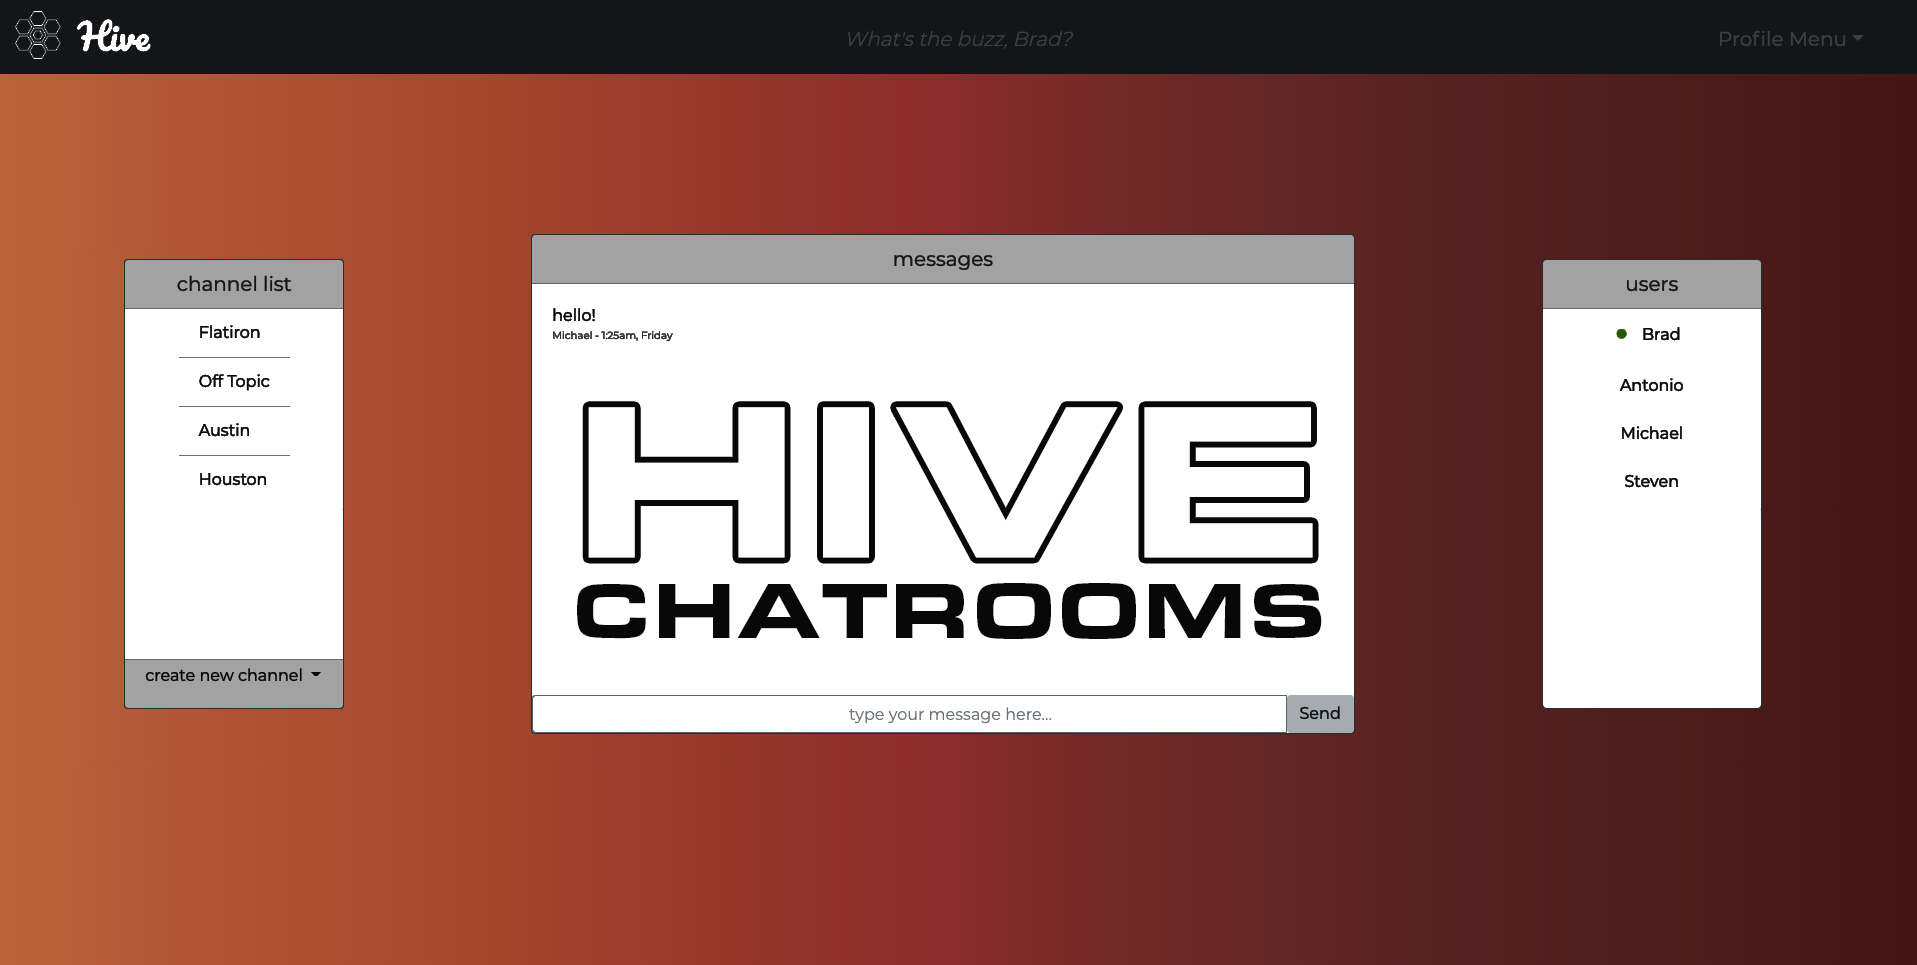 Hive
What's the buzz, Brad?
Profile Menu
channel list
Flatiron
Off Topic
Austin
Houston
create new channel
messages
hello!
Michael - 1:25am, Friday
HIVE
CHATROOMS
type your message here...
Send
users
Brad
Antonio
Michael
Steven